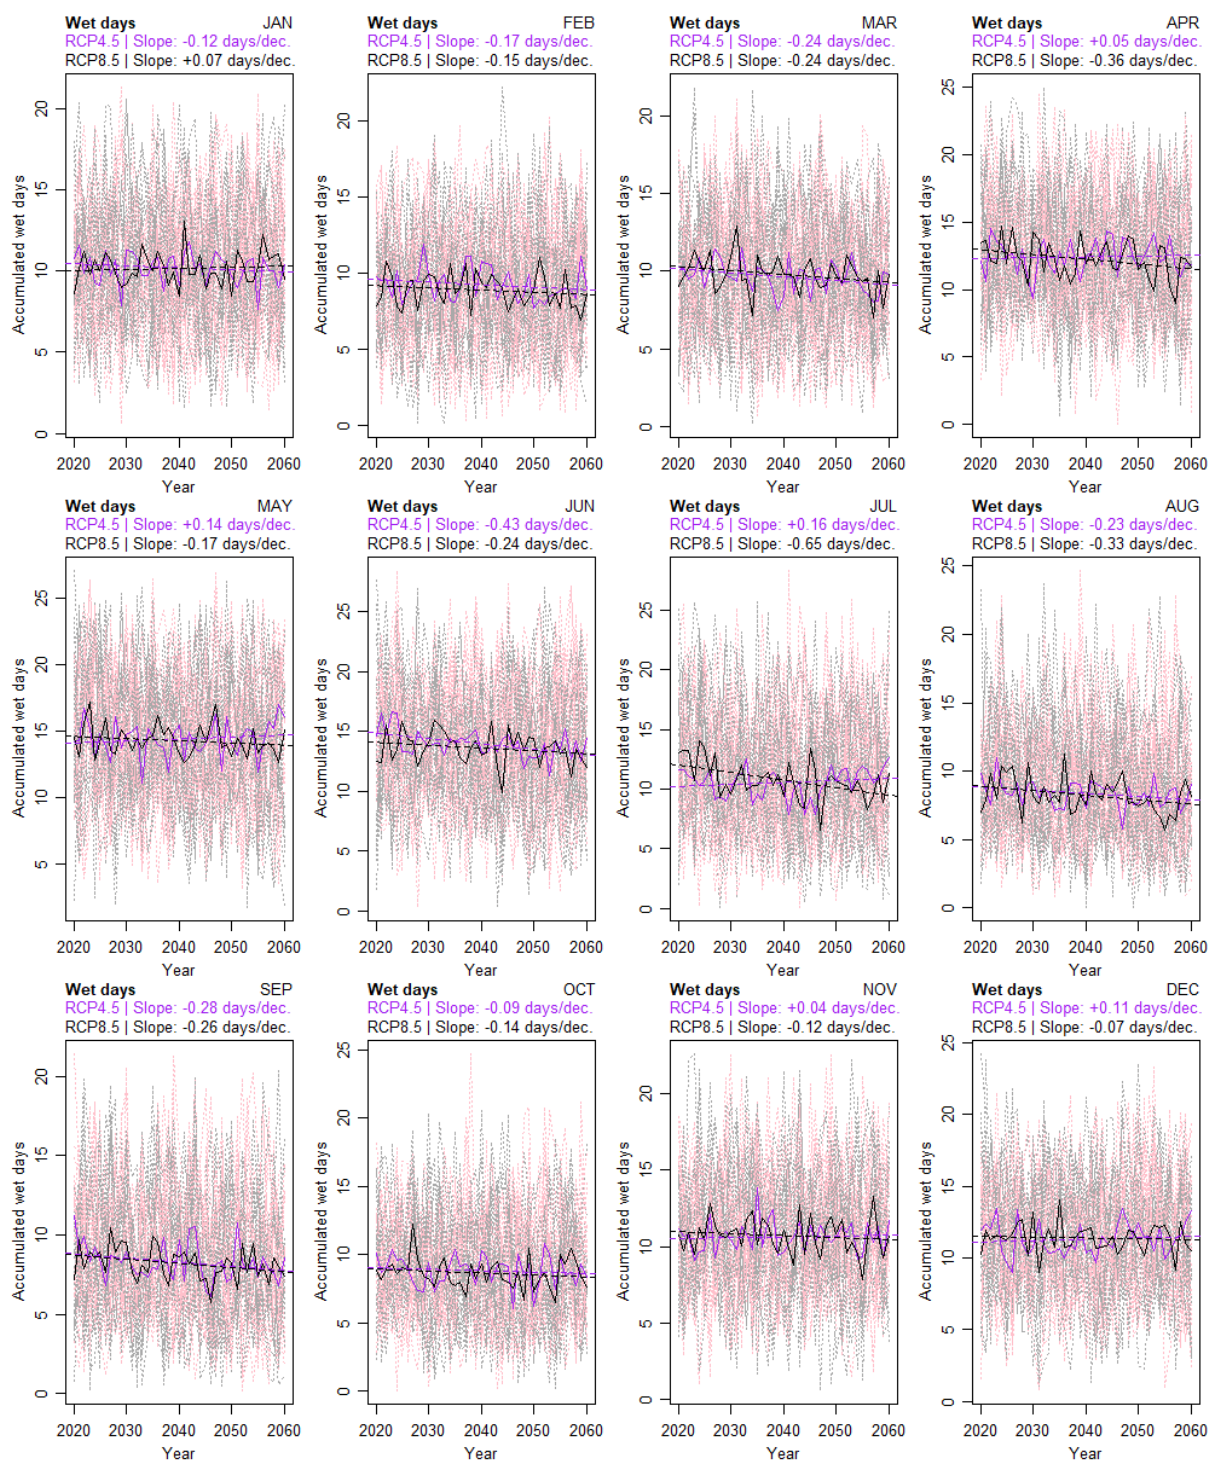 Wet days JAN
RCP4.5 | Slope: -0.12 days/dec.
RCP8.5 | Slope: +0.07 days/dec.
Accumulated wet days
20
15
10
5
0
2020 2030 2040 2050 2060
Year
Wet days FEB
RCP4.5 | Slope: -0.17 days/dec.
RCP8.5 | Slope: -0.15 days/dec.
Accumulated wet days
20
15
10
5
0
2020 2030 2040 2050 2060
Year
Wet days MAR
RCP4.5 | Slope: -0.24 days/dec.
RCP8.5 | Slope: -0.24 days/dec.
Accumulated wet days
20
15
10
5
0
2020 2030 2040 2050 2060
Year
Wet days APR
RCP4.5 | Slope: +0.05 days/dec.
RCP8.5 | Slope: -0.36 days/dec.
Accumulated wet days
25
20
15
10
5
0
2020 2030 2040 2050 2060
Year
Wet days MAY
RCP4.5 | Slope: +0.14 days/dec.
RCP8.5 | Slope: -0.17 days/dec.
Accumulated wet days
25
20
15
10
5
2020 2030 2040 2050 2060
Year
Wet days JUN
RCP4.5 | Slope: -0.43 days/dec.
RCP8.5 | Slope: -0.24 days/dec.
Accumulated wet days
25
20
15
10
5
0
2020 2030 2040 2050 2060
Year
Wet days JUL
RCP4.5 | Slope: +0.16 days/dec.
RCP8.5 | Slope: -0.65 days/dec.
Accumulated wet days
25
20
15
10
5
0
2020 2030 2040 2050 2060
Year
Wet days AUG
RCP4.5 | Slope: -0.23 days/dec.
RCP8.5 | Slope: -0.33 days/dec.
Accumulated wet days
25
20
15
10
5
0
2020 2030 2040 2050 2060
Year
Wet days SEP
RCP4.5 | Slope: -0.28 days/dec.
RCP8.5 | Slope: -0.26 days/dec.
Accumulated wet days
20
15
10
5
0
2020 2030 2040 2050 2060
Year
Wet days OCT
RCP4.5 | Slope: -0.09 days/dec.
RCP8.5 | Slope: -0.14 days/dec.
Accumulated wet days
25
20
15
10
5
0
2020 2030 2040 2050 2060
Year
Wet days NOV
RCP4.5 | Slope: +0.04 days/dec.
RCP8.5 | Slope: -0.12 days/dec.
Accumulated wet days
20
15
10
5
0
2020 2030 2040 2050 2060
Year
Wet days DEC
RCP4.5 | Slope: +0.11 days/dec.
RCP8.5 | Slope: -0.07 days/dec.
Accumulated wet days
25
20
15
10
5
0
2020 2030 2040 2050 2060
Year